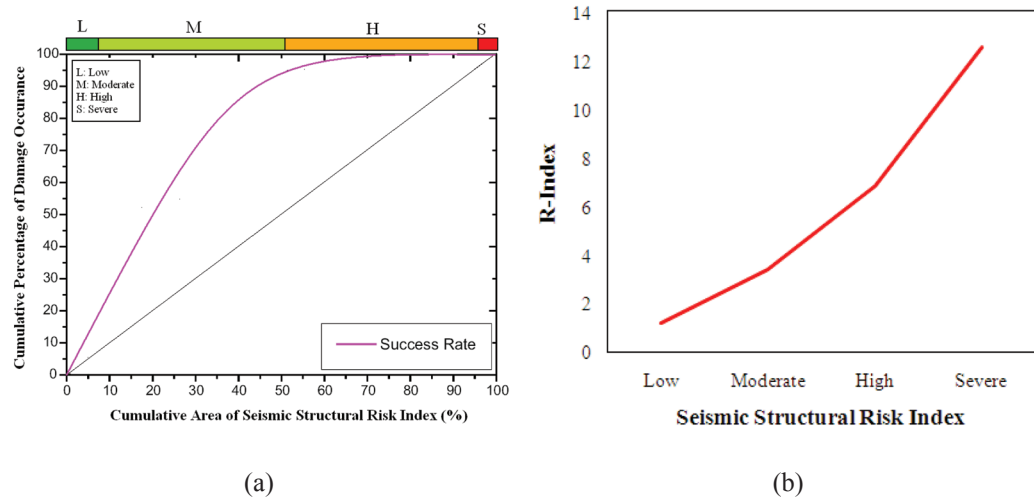 L M H S
100
90
80
70
60
50
40
30
20
10
0
L: Low
M: Moderate
H: High
S: Severe
Cumulative Percentage of Damage Occurance
Success Rate
0 10 20 30 40 50 60 70 80 90 100
Cumulative Area of Seismic Structural Risk Index (%)
(a)
14
12
10
8
6
4
2
0
R-Index
Low Moderate High Severe
Seismic Structural Risk Index
(b)